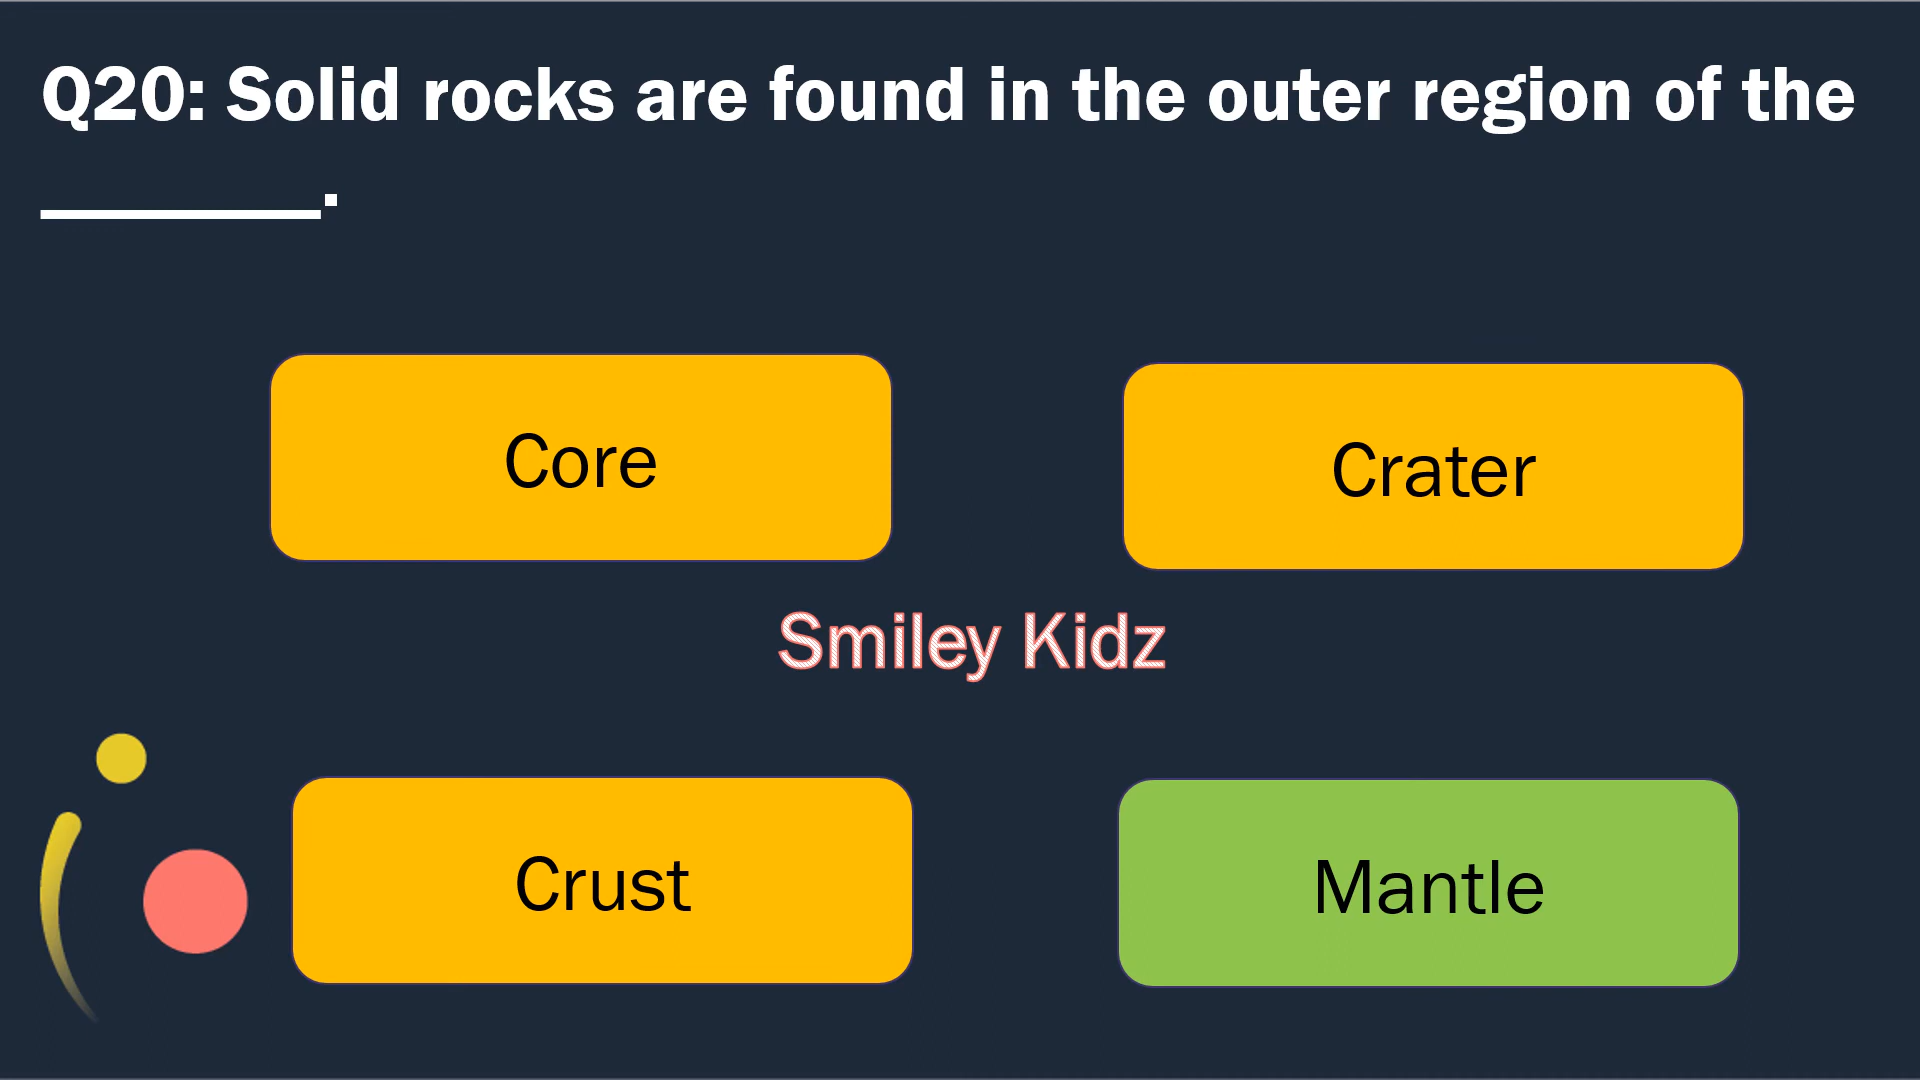 Q20: Solid rocks are found in the outer region of the
________.
Core
Crater
Smiley Kidz
Crust
Mantle